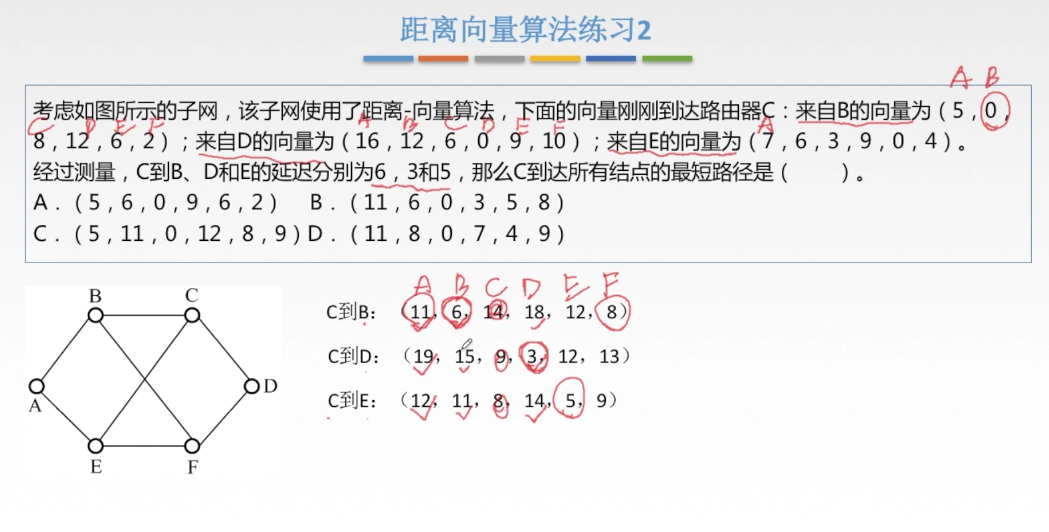 距离向量算法练习2
A B
考虑如图所示的子网，该子网使用了距离-向量算法，下面的向量刚刚到达路由器C：来自B的向量为（5，0，
C D E F A B C D E F A
8，12，6，2）；来自D的向量为（16，12，6，0，9，10）；来自E的向量为（7，6，3，9，0，4）。
经过测量，C到B、D和E的延迟分别为6，3和5，那么C到达所有结点的最短路径是（ ）。
A．（5，6，0，9，6，2） B．（11，6，0，3，5，8）
C．（5，11，0，12，8，9）D．（11，8，0，7，4，9）
A B C D E F
C到B：（11，6，14，18，12，8）
C到D：（19，15，9，3，12，13）
C到E：（12，11，8，14，5，9）
B C
A D
E F